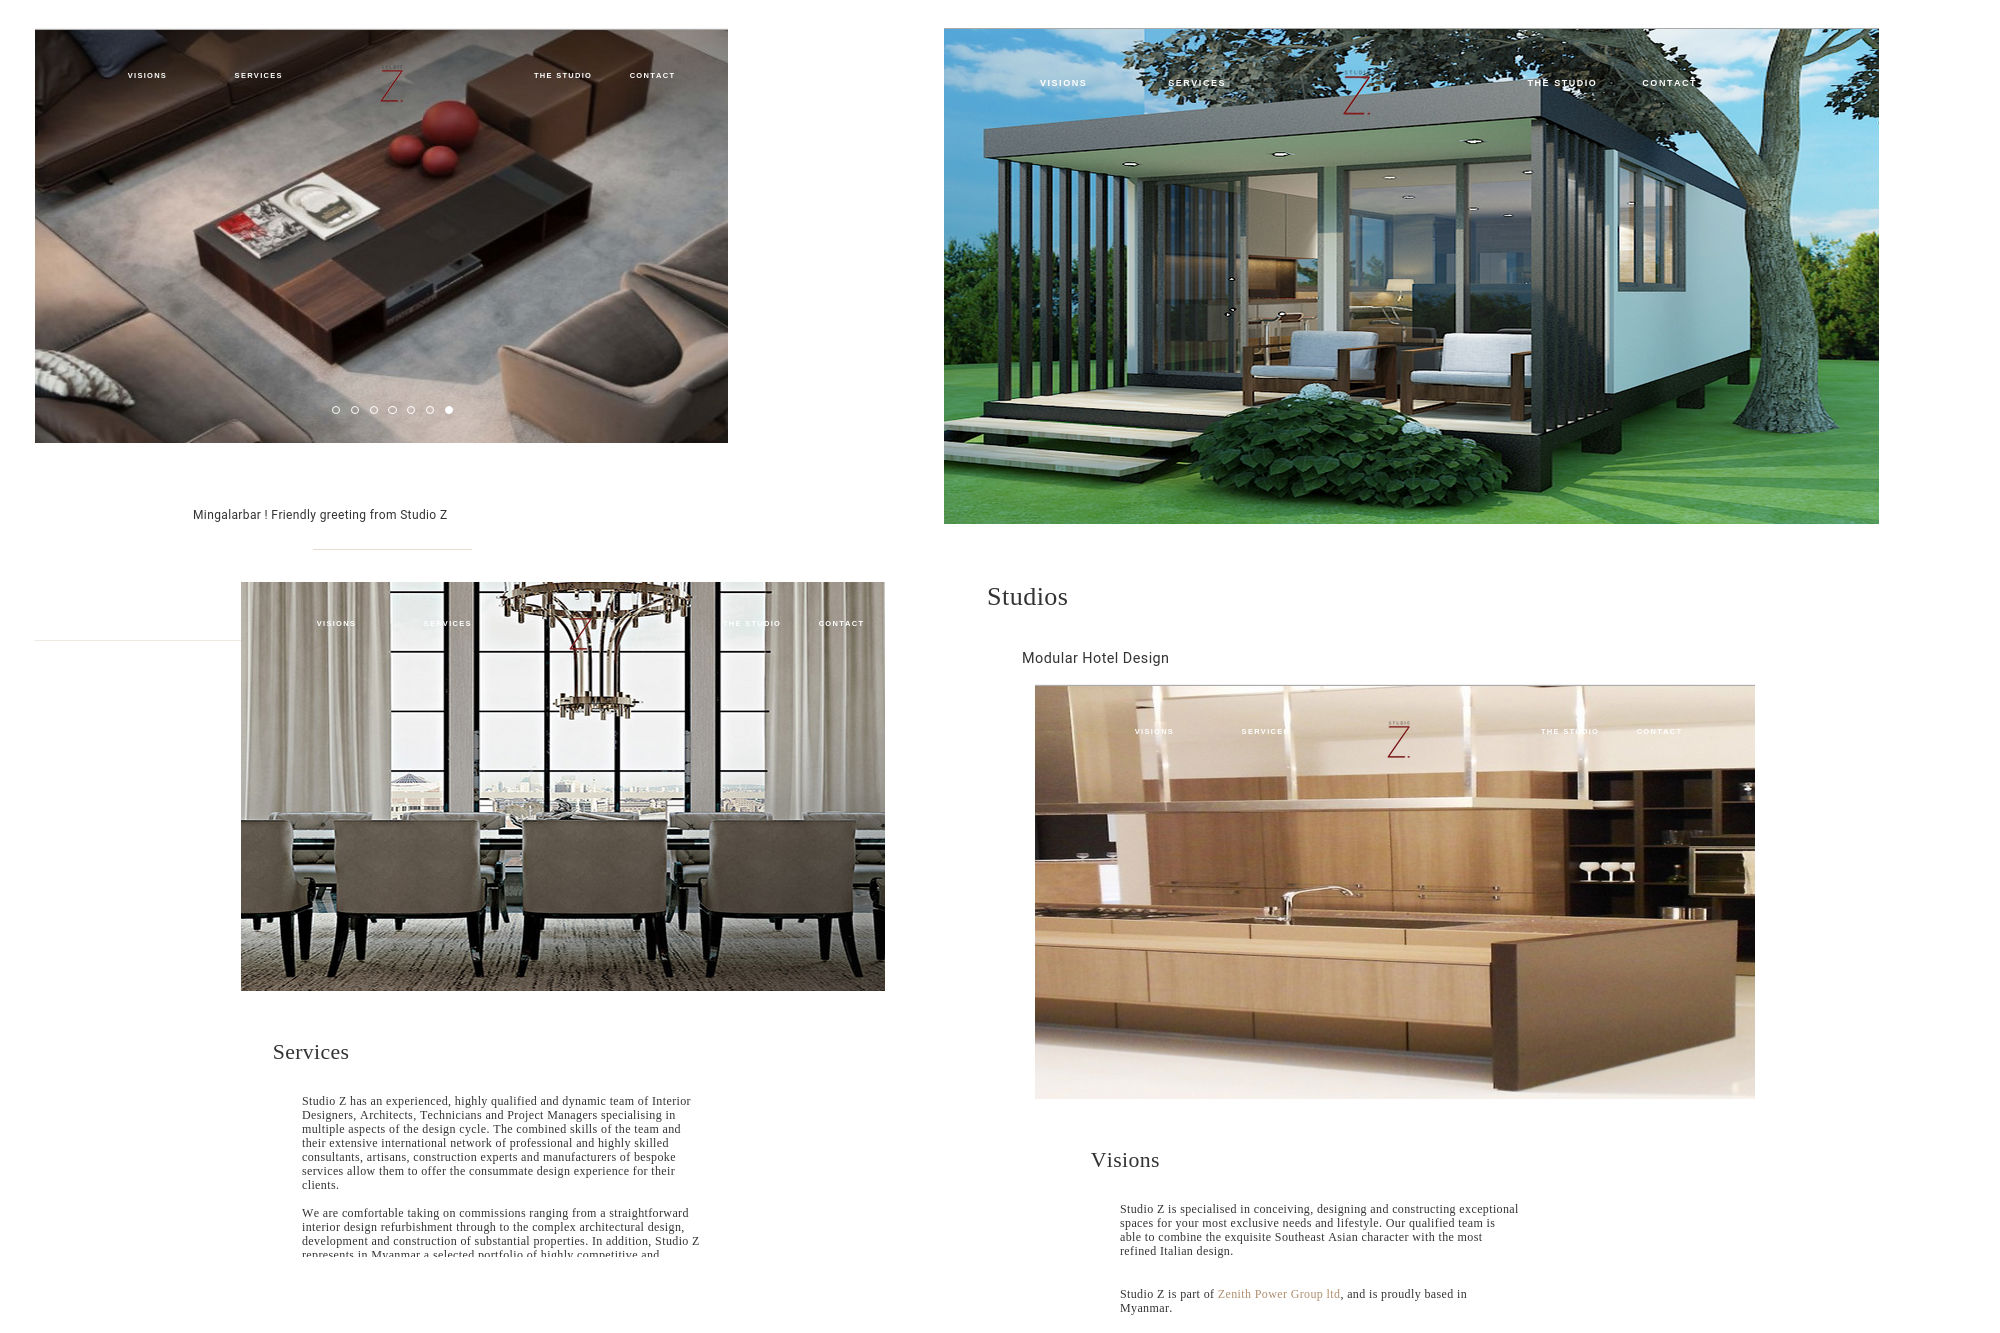 VISIONS SERVICES STUDIO Z. THE STUDIO CONTACT
Mingalarbar ! Friendly greeting from Studio Z
VISIONS SERVICES Z. THE STUDIO CONTACT
Services
Studio Z has an experienced, highly qualified and dynamic team of Interior
Designers, Architects, Technicians and Project Managers specialising in
multiple aspects of the design cycle. The combined skills of the team and
their extensive international network of professional and highly skilled
consultants, artisans, construction experts and manufacturers of bespoke
services allow them to offer the consummate design experience for their
clients.
We are comfortable taking on commissions ranging from a straightforward
interior design refurbishment through to the complex architectural design,
development and construction of substantial properties. In addition, Studio Z
represents in Myanmar a selected portfolio of highly competitive and
VISIONS SERVICES STUDIO Z. THE STUDIO CONTACT
Studios
Modular Hotel Design
VISIONS SERVICES STUDIO Z. THE STUDIO CONTACT
Visions
Studio Z is specialised in conceiving, designing and constructing exceptional
spaces for your most exclusive needs and lifestyle. Our qualified team is
able to combine the exquisite Southeast Asian character with the most
refined Italian design.
Studio Z is part of Zenith Power Group ltd, and is proudly based in
Myanmar.